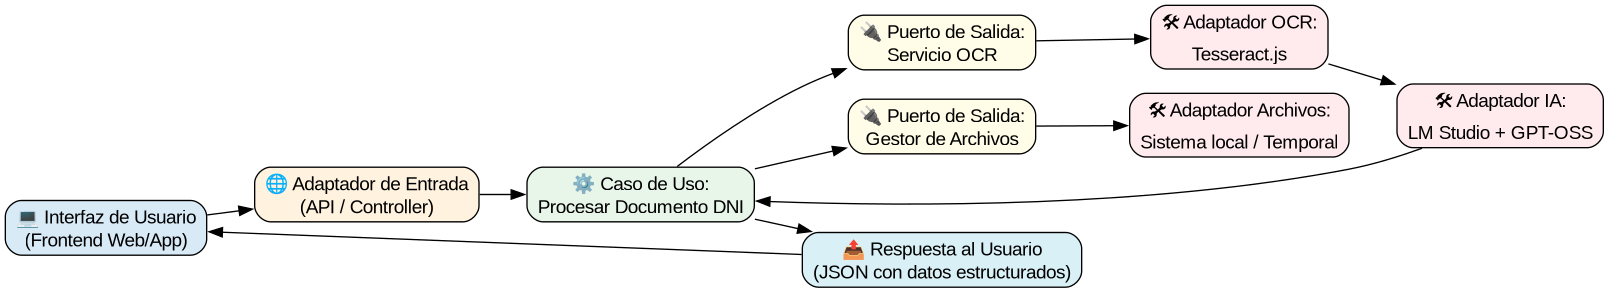 💻 Interfaz de Usuario
(Frontend Web/App)
🌐 Adaptador de Entrada
(API / Controller)
⚙️ Caso de Uso:
Procesar Documento DNI
🔌 Puerto de Salida:
Servicio OCR
🔌 Puerto de Salida:
Gestor de Archivos
📤 Respuesta al Usuario
(JSON con datos estructurados)
🛠 Adaptador OCR:
Tesseract.js
🛠 Adaptador Archivos:
Sistema local / Temporal
🛠 Adaptador IA:
LM Studio + GPT-OSS